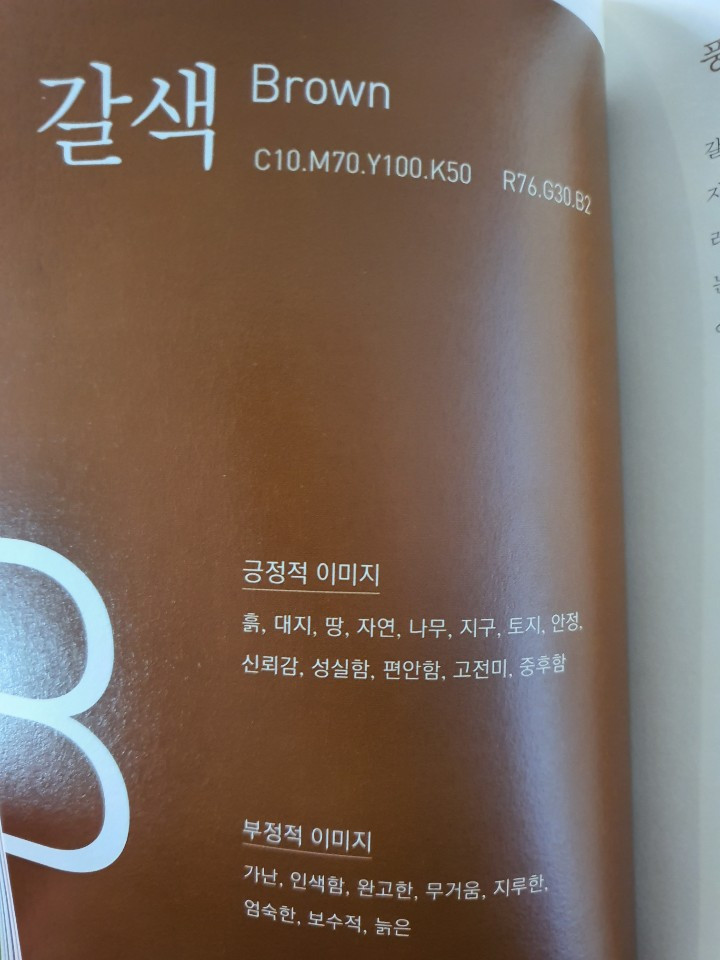 갈색 Brown
C10.M70.Y100.K50 R76.G30.B2
긍정적 이미지
흙, 대지, 땅, 자연, 나무, 지구, 토지, 안정,
신뢰감, 성실함, 편안함, 고전미, 중후함
B
부정적 이미지
가난, 인색함, 완고한, 무거움, 지루한,
엄숙한, 보수적, 늙은